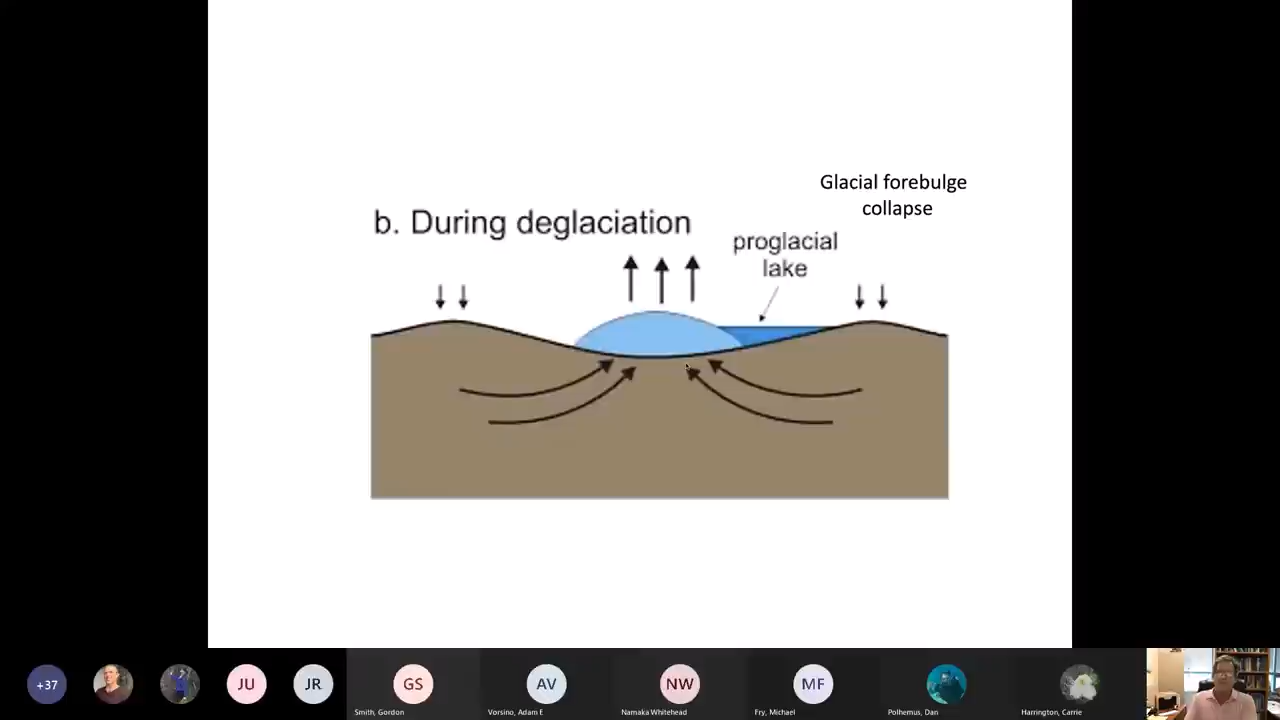 Glacial forebulge
collapse
b. During deglaciation
proglacial
lake
+37
JU
JR
GS
AV
NW
MF
Smith, Gordon
Vorsino, Adam E
Namaka Whitehead
Fry, Michael
Polhemus, Dan
Harrington, Carrie